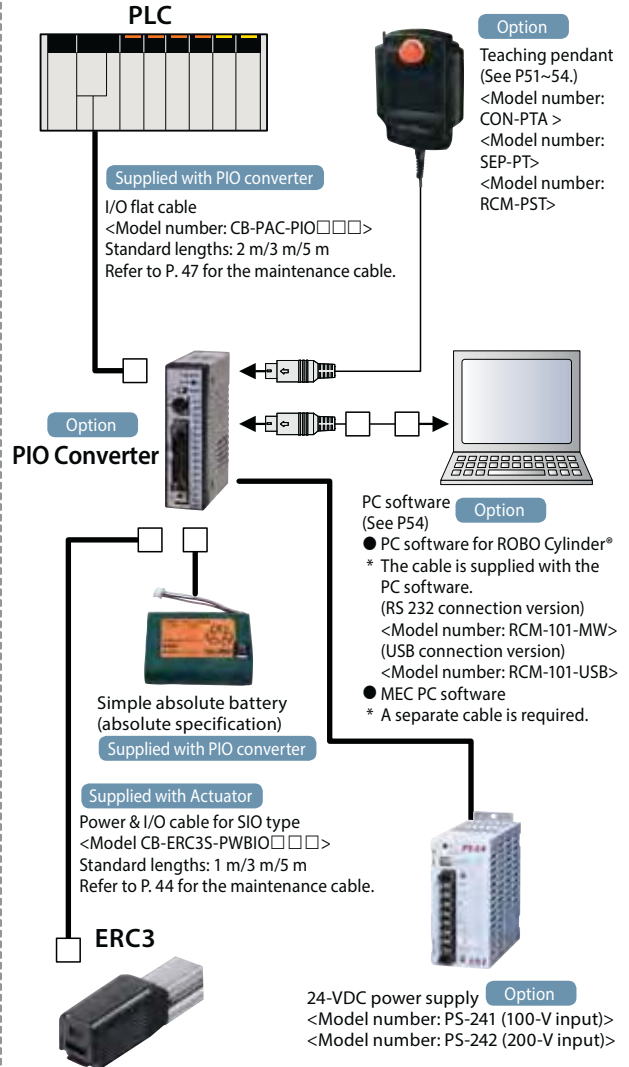 PLC
Option
Teaching pendant
(See P51~54.)
<Model number:
CON-PTA >
<Model number:
SEP-PT>
<Model number:
RCM-PST>
Supplied with PIO converter
I/O flat cable
<Model number: CB-PAC-PIO□□□>
Standard lengths: 2 m/3 m/5 m
Refer to P. 47 for the maintenance cable.
Option
PIO Converter
PC software
(See P54)
Option
● PC software for ROBO Cylinder®
* The cable is supplied with the
PC software.
(RS 232 connection version)
<Model number: RCM-101-MW>
(USB connection version)
<Model number: RCM-101-USB>
● MEC PC software
* A separate cable is required.
Simple absolute battery
(absolute specification)
Supplied with PIO converter
Supplied with Actuator
Power & I/O cable for SIO type
<Model CB-ERC3S-PWBIO□□□>
Standard lengths: 1 m/3 m/5 m
Refer to P. 44 for the maintenance cable.
ERC3
PS-24
24-VDC power supply
Option
<Model number: PS-241 (100-V input)>
<Model number: PS-242 (200-V input)>